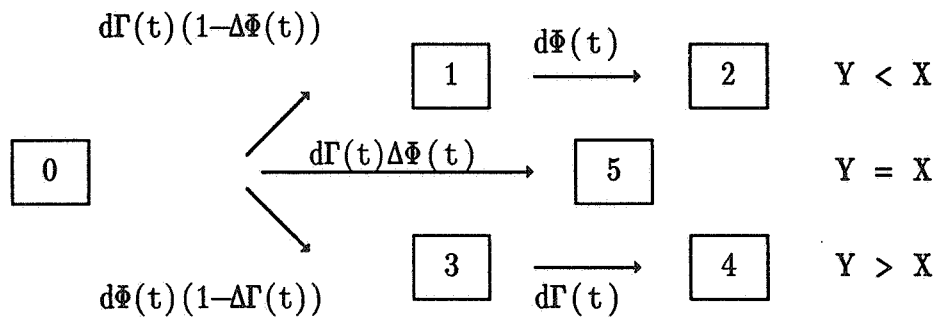 dΓ(t)(1—ΔΦ(t))
1 dΦ(t) 2 Y < X
0 dΓ(t)ΔΦ(t) 5 Y = X
3 dΓ(t) 4 Y > X
dΦ(t)(1—ΔΓ(t))